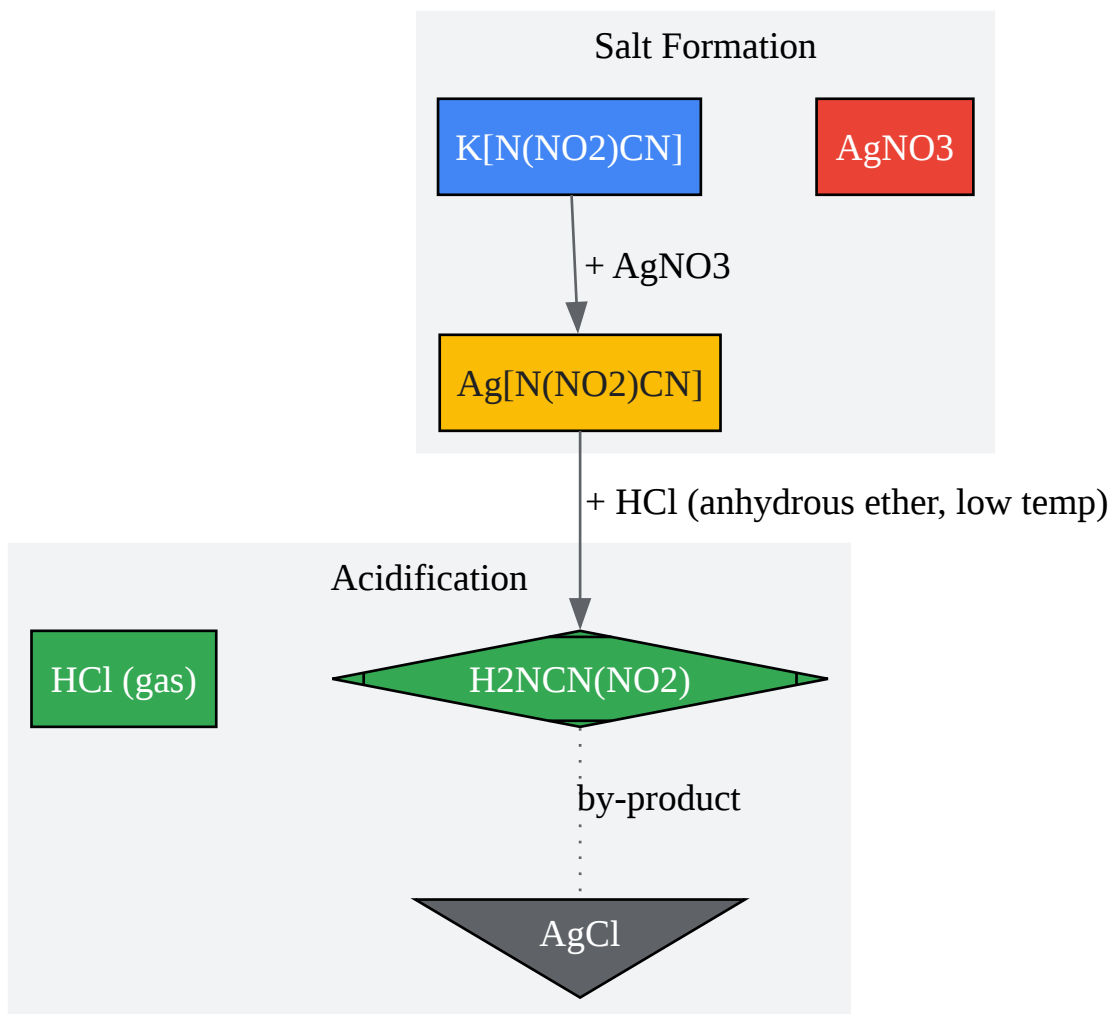 Salt Formation
K[N(NO2)CN]
AgNO3
+ AgNO3
Ag[N(NO2)CN]
+ HCl (anhydrous ether, low temp)
Acidification
HCl (gas)
H2NCN(NO2)
by-product
AgCl